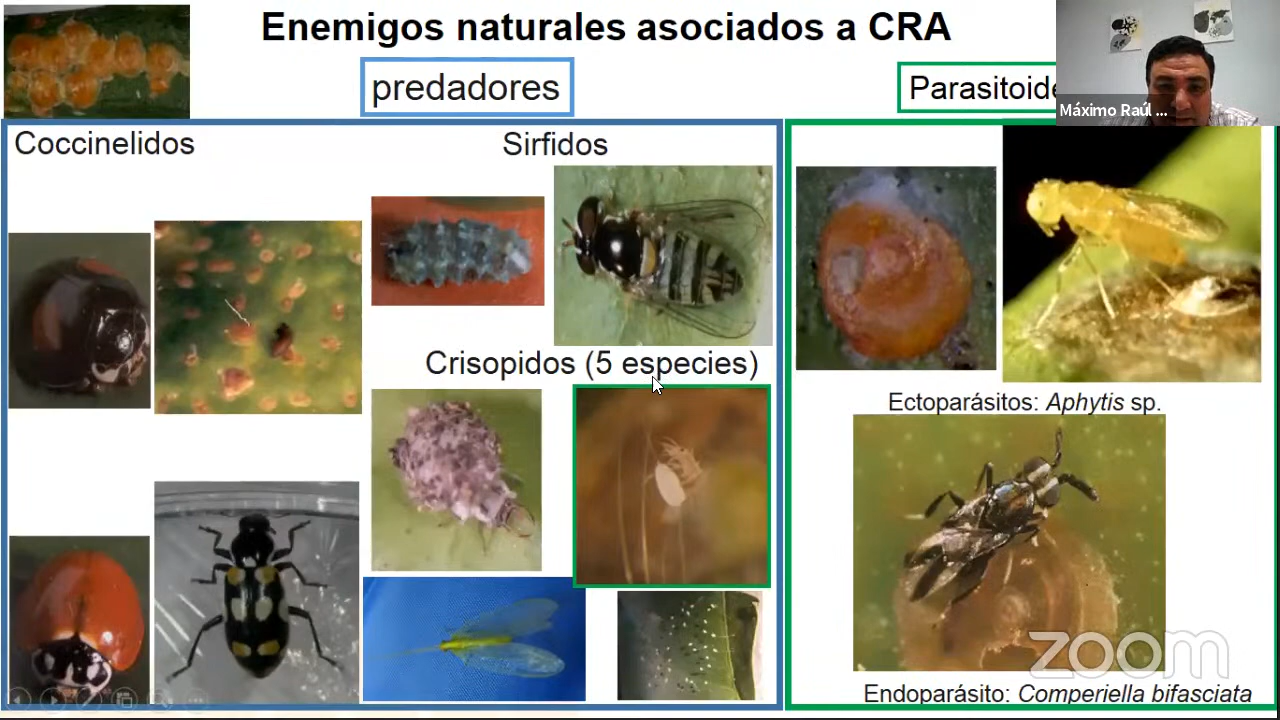 Enemigos naturales asociados a CRA
predadores
Parasitoide
Máximo Raúl ...
Coccinelidos
Sirfidos
Crisopidos (5 especies)
Ectoparásitos: Aphytis sp.
zoom
Endoparásito: Comperiella bifasciata